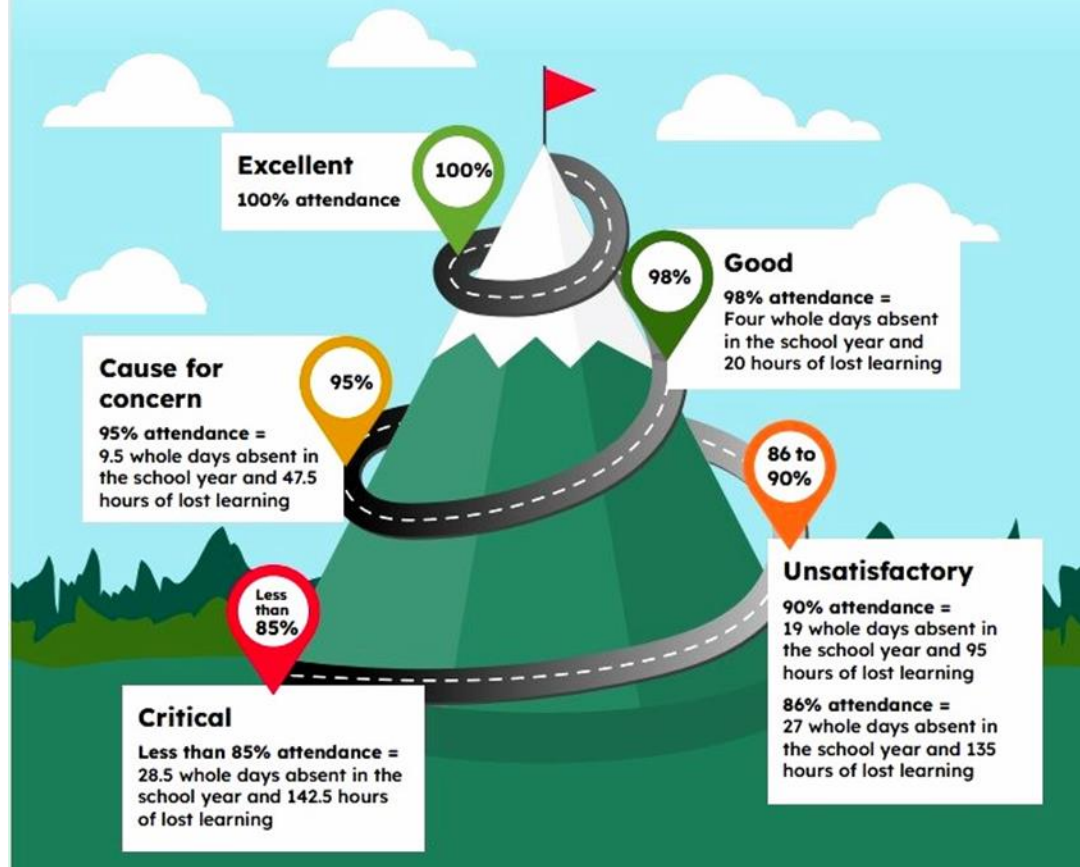 Excellent
100% attendance
100%
98%
Good
98% attendance =
Four whole days absent
in the school year and
20 hours of lost learning
Cause for
concern
95% attendance =
9.5 whole days absent in
the school year and 47.5
hours of lost learning
95%
86 to
90%
Unsatisfactory
90% attendance =
19 whole days absent in
the school year and 95
hours of lost learning
86% attendance =
27 whole days absent in
the school year and 135
hours of lost learning
Less
than
85%
Critical
Less than 85% attendance =
28.5 whole days absent in the
school year and 142.5 hours
of lost learning